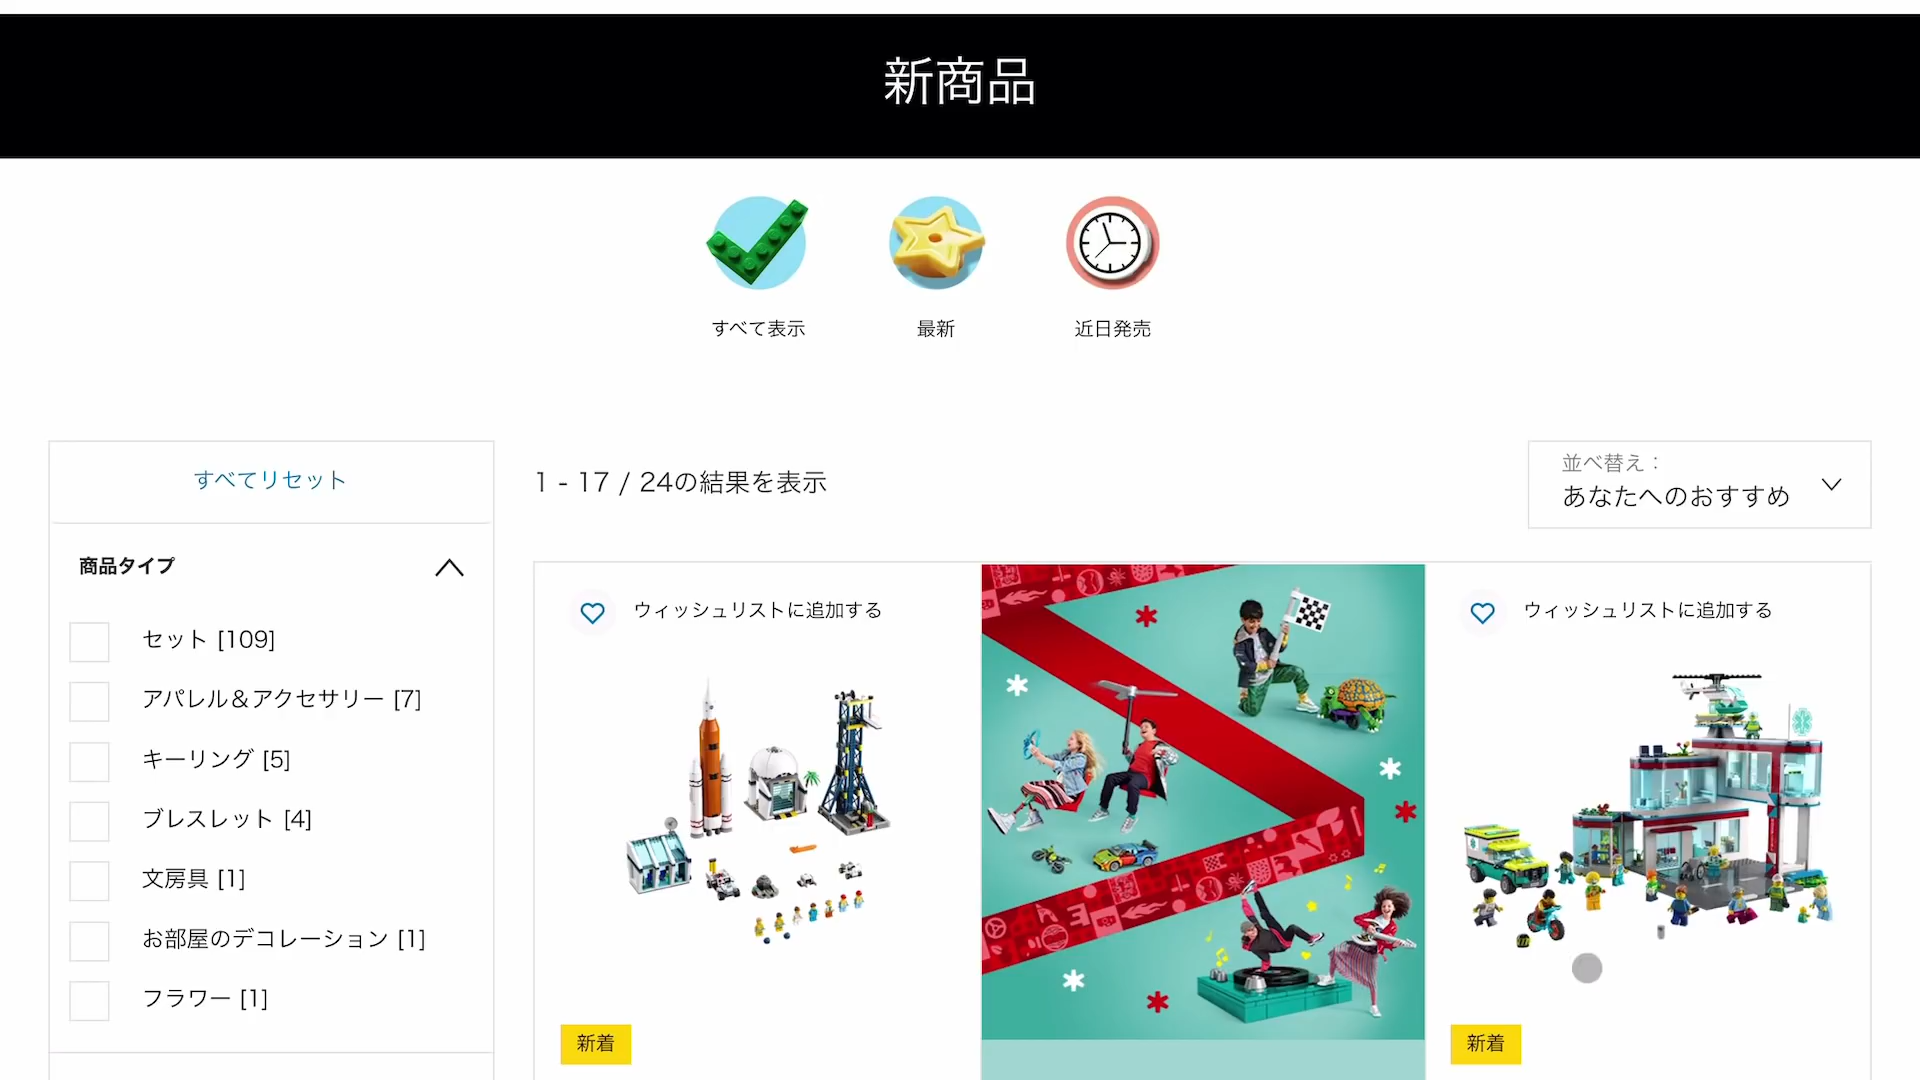 新商品
すべて表示
最新
近日発売
すべてリセット
1 - 17 / 24の結果を表示
並べ替え：
あなたへのおすすめ
商品タイプ
セット [109]
アパレル＆アクセサリー [7]
キーリング [5]
ブレスレット [4]
文房具 [1]
お部屋のデコレーション [1]
フラワー [1]
ウィッシュリストに追加する
新着
ウィッシュリストに追加する
新着